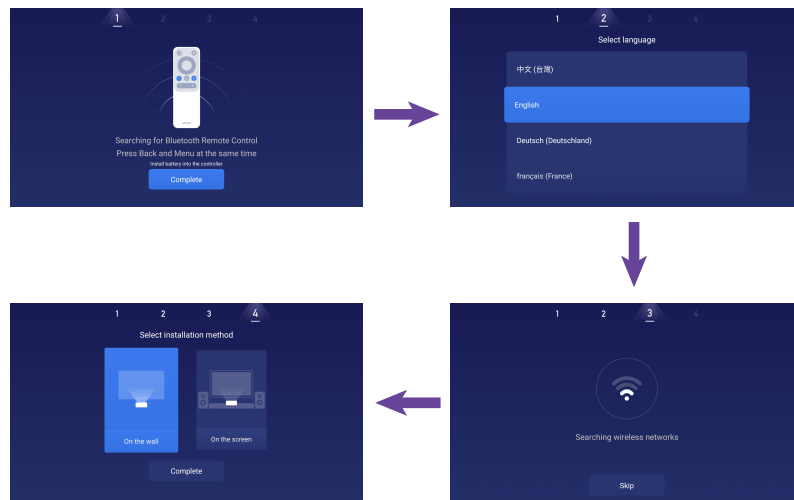 1 2 3 4
Searching for Bluetooth Remote Control
Press Back and Menu at the same time
Install battery into the controller
Complete
1 2 3 4
Select language
中文 (台灣)
English
Deutsch (Deutschland)
français (France)
1 2 3 4
Searching wireless networks
Skip
1 2 3 4
Select installation method
On the wall
On the screen
Complete